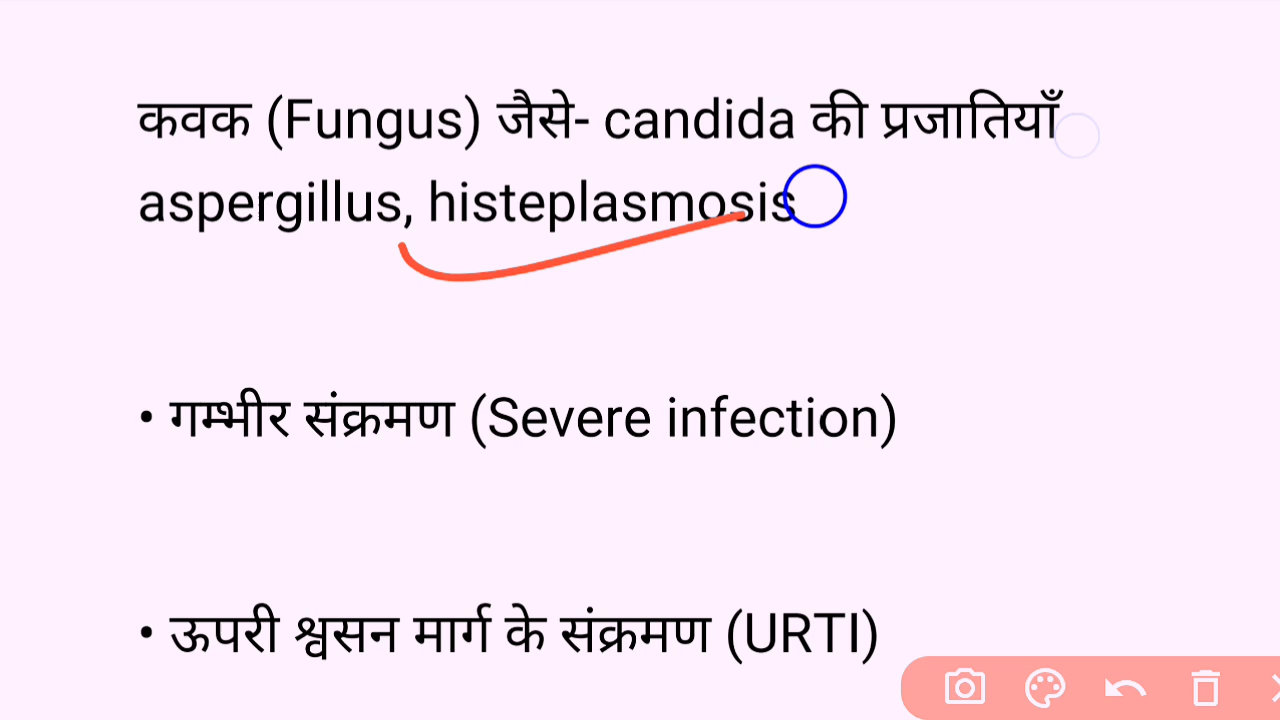 कवक (Fungus) जैसे- candida की प्रजातियाँ
aspergillus, histeplasmosis
• गम्भीर संक्रमण (Severe infection)
• ऊपरी श्वसन मार्ग के संक्रमण (URTI)